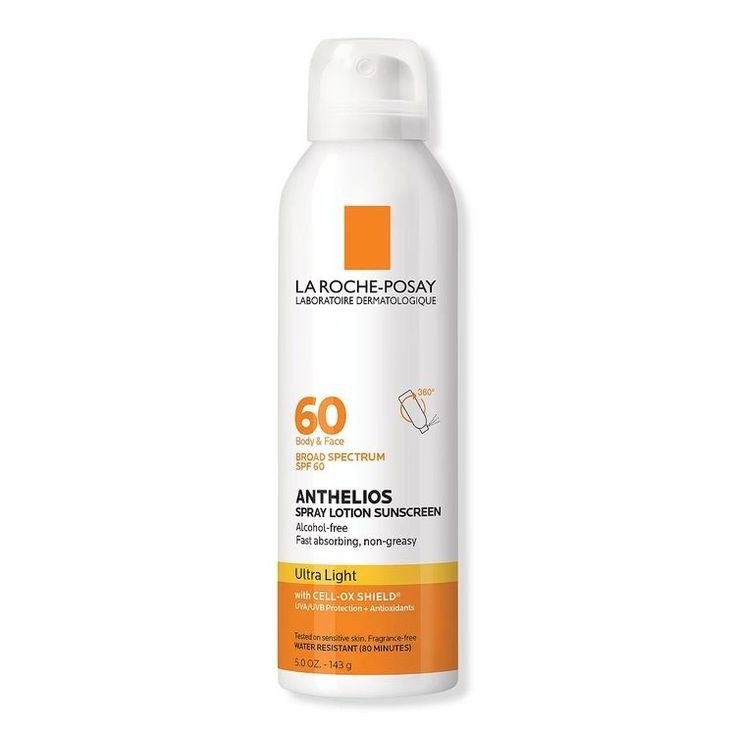 LA ROCHE-POSAY
LABORATOIRE DERMATOLOGIQUE
60
360°
Body & Face
BROAD SPECTRUM
SPF 60
ANTHELIOS
SPRAY LOTION SUNSCREEN
Alcohol-free
Fast absorbing, non-greasy
Ultra Light
with CELL-OX SHIELD®
UVA/UVB Protection + Antioxidants
Tested on sensitive skin, Fragrance-free
WATER RESISTANT (80 MINUTES)
5.0 OZ. - 143 g